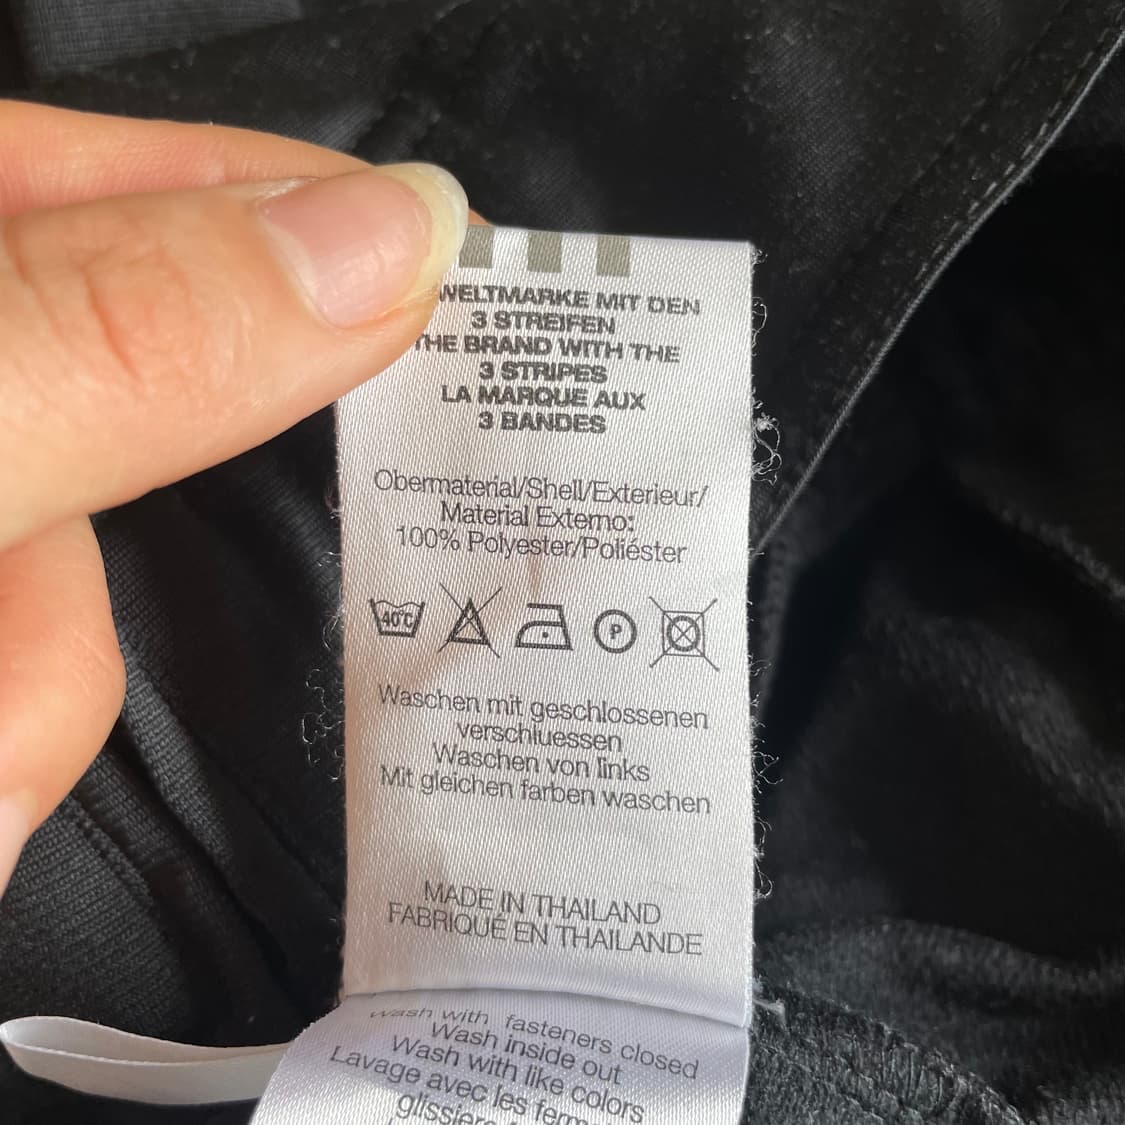 WELTMARKE MIT DEN
3 STREIFEN
THE BRAND WITH THE
3 STRIPES
LA MARQUE AUX
3 BANDES
Obermaterial/Shell/Exterieur/
Material Externo:
100% Polyester/Poliéster
40°C
P
Waschen mit geschlossenen
verschluessen
Waschen von links
Mit gleichen farben waschen
MADE IN THAILAND
FABRIQUÉ EN THAILANDE
Wash with fasteners closed
Wash inside out
Wash with like colors
Lavage avec les